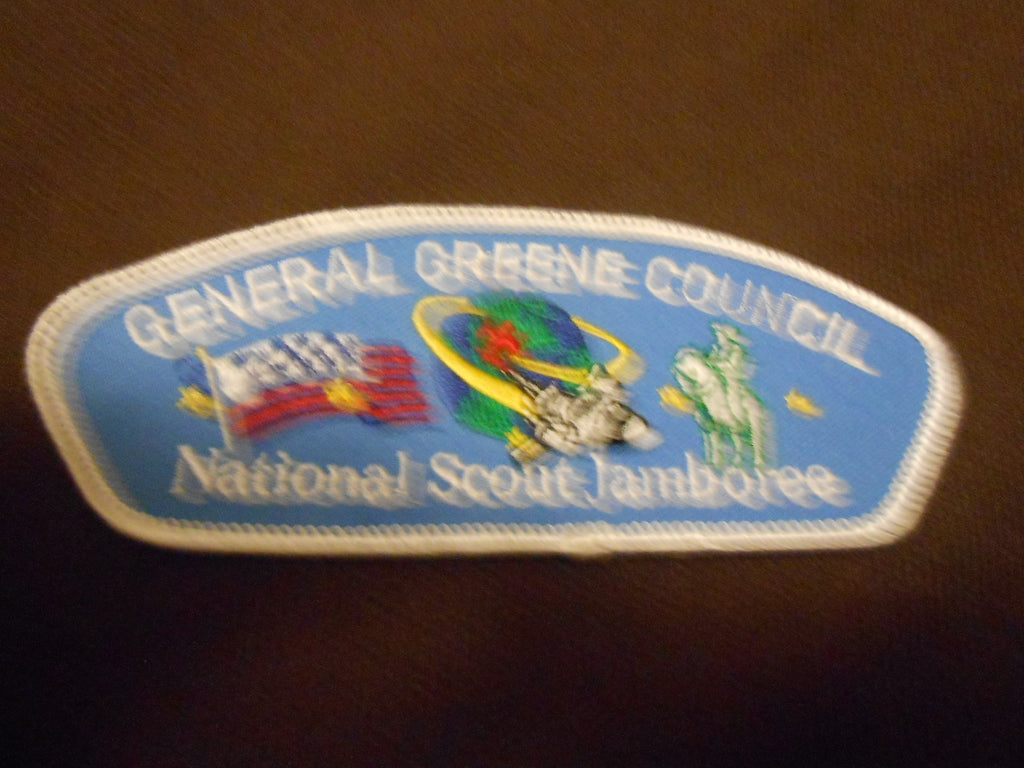 GENERAL GREENE COUNCIL
National Scout Jamboree